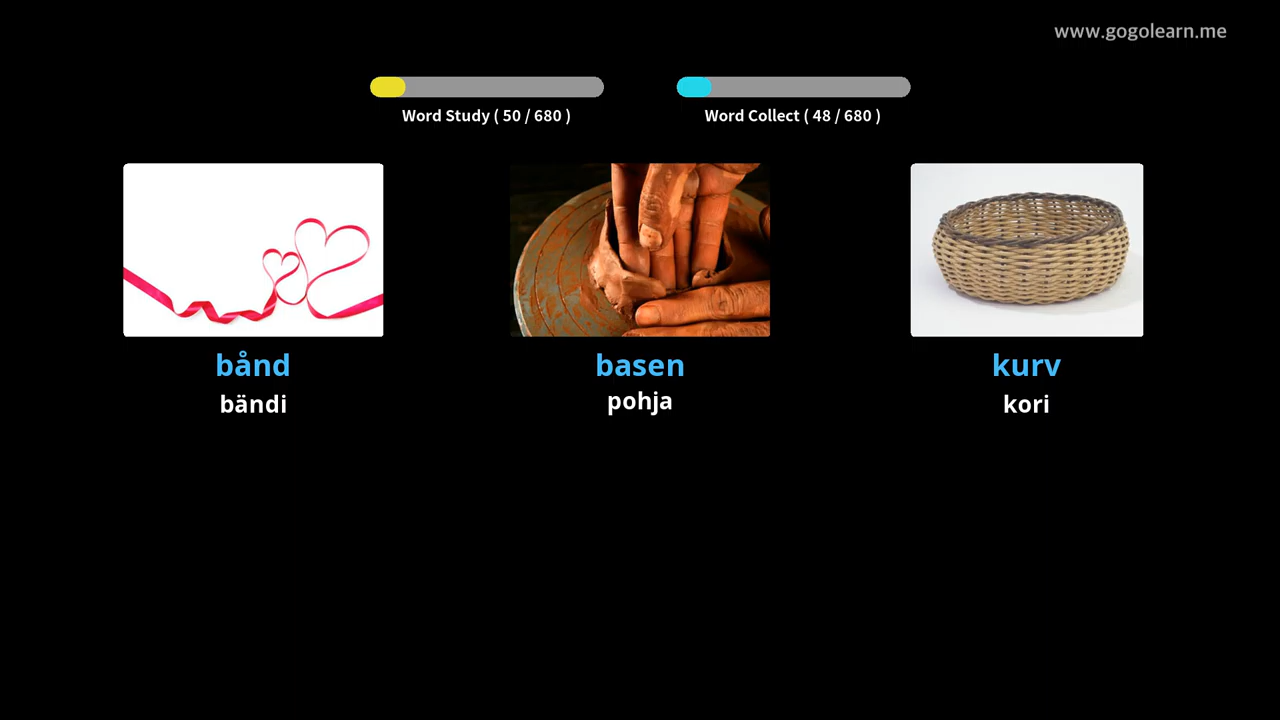 www.gogolearn.me
Word Study ( 50 / 680 )
Word Collect ( 48 / 680 )
bånd
basen
kurv
bändi
pohja
kori